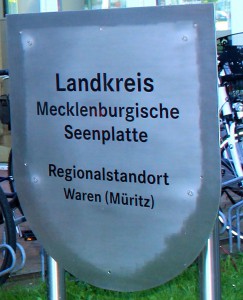 Landkreis
Mecklenburgische
Seenplatte
Regionalstandort
Waren (Müritz)